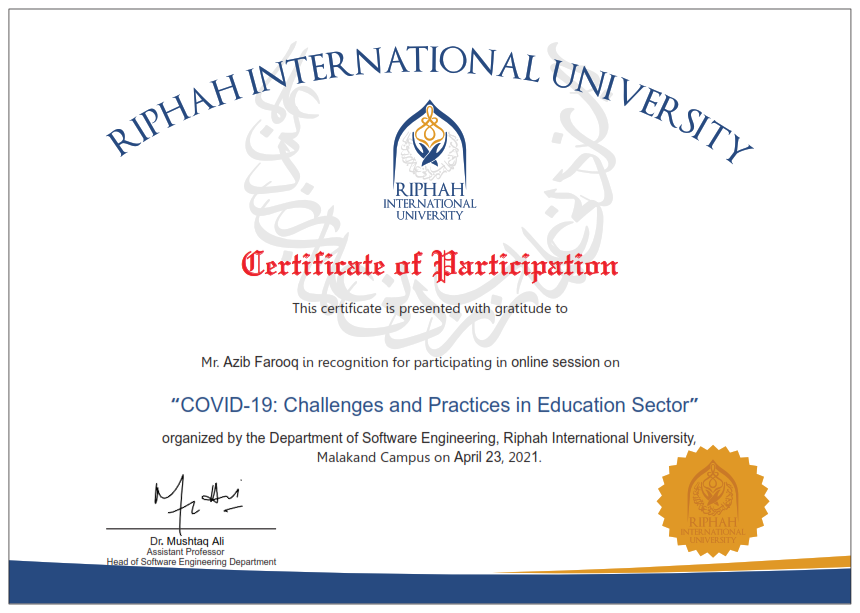 RIPHAH INTERNATIONAL UNIVERSITY
RIPHAH
INTERNATIONAL
UNIVERSITY
Certificate of Participation
This certificate is presented with gratitude to
Mr. Azib Farooq in recognition for participating in online session on
“COVID-19: Challenges and Practices in Education Sector”
organized by the Department of Software Engineering, Riphah International University,
Malakand Campus on April 23, 2021.
Dr. Mushtaq Ali
Assistant Professor
Head of Software Engineering Department
RIPHAH
INTERNATIONAL
UNIVERSITY